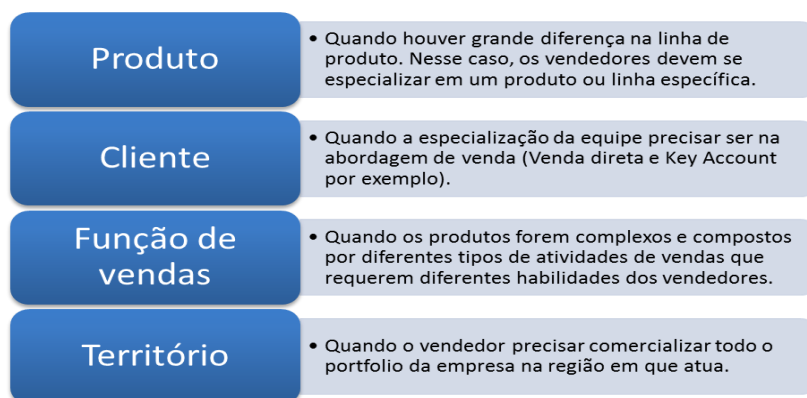 Produto
• Quando houver grande diferença na linha de
produto. Nesse caso, os vendedores devem se
especializar em um produto ou linha específica.
Cliente
• Quando a especialização da equipe precisar ser na
abordagem de venda (Venda direta e Key Account
por exemplo).
Função de
vendas
• Quando os produtos forem complexos e compostos
por diferentes tipos de atividades de vendas que
requerem diferentes habilidades dos vendedores.
Território
• Quando o vendedor precisar comercializar todo o
portfolio da empresa na região em que atua.